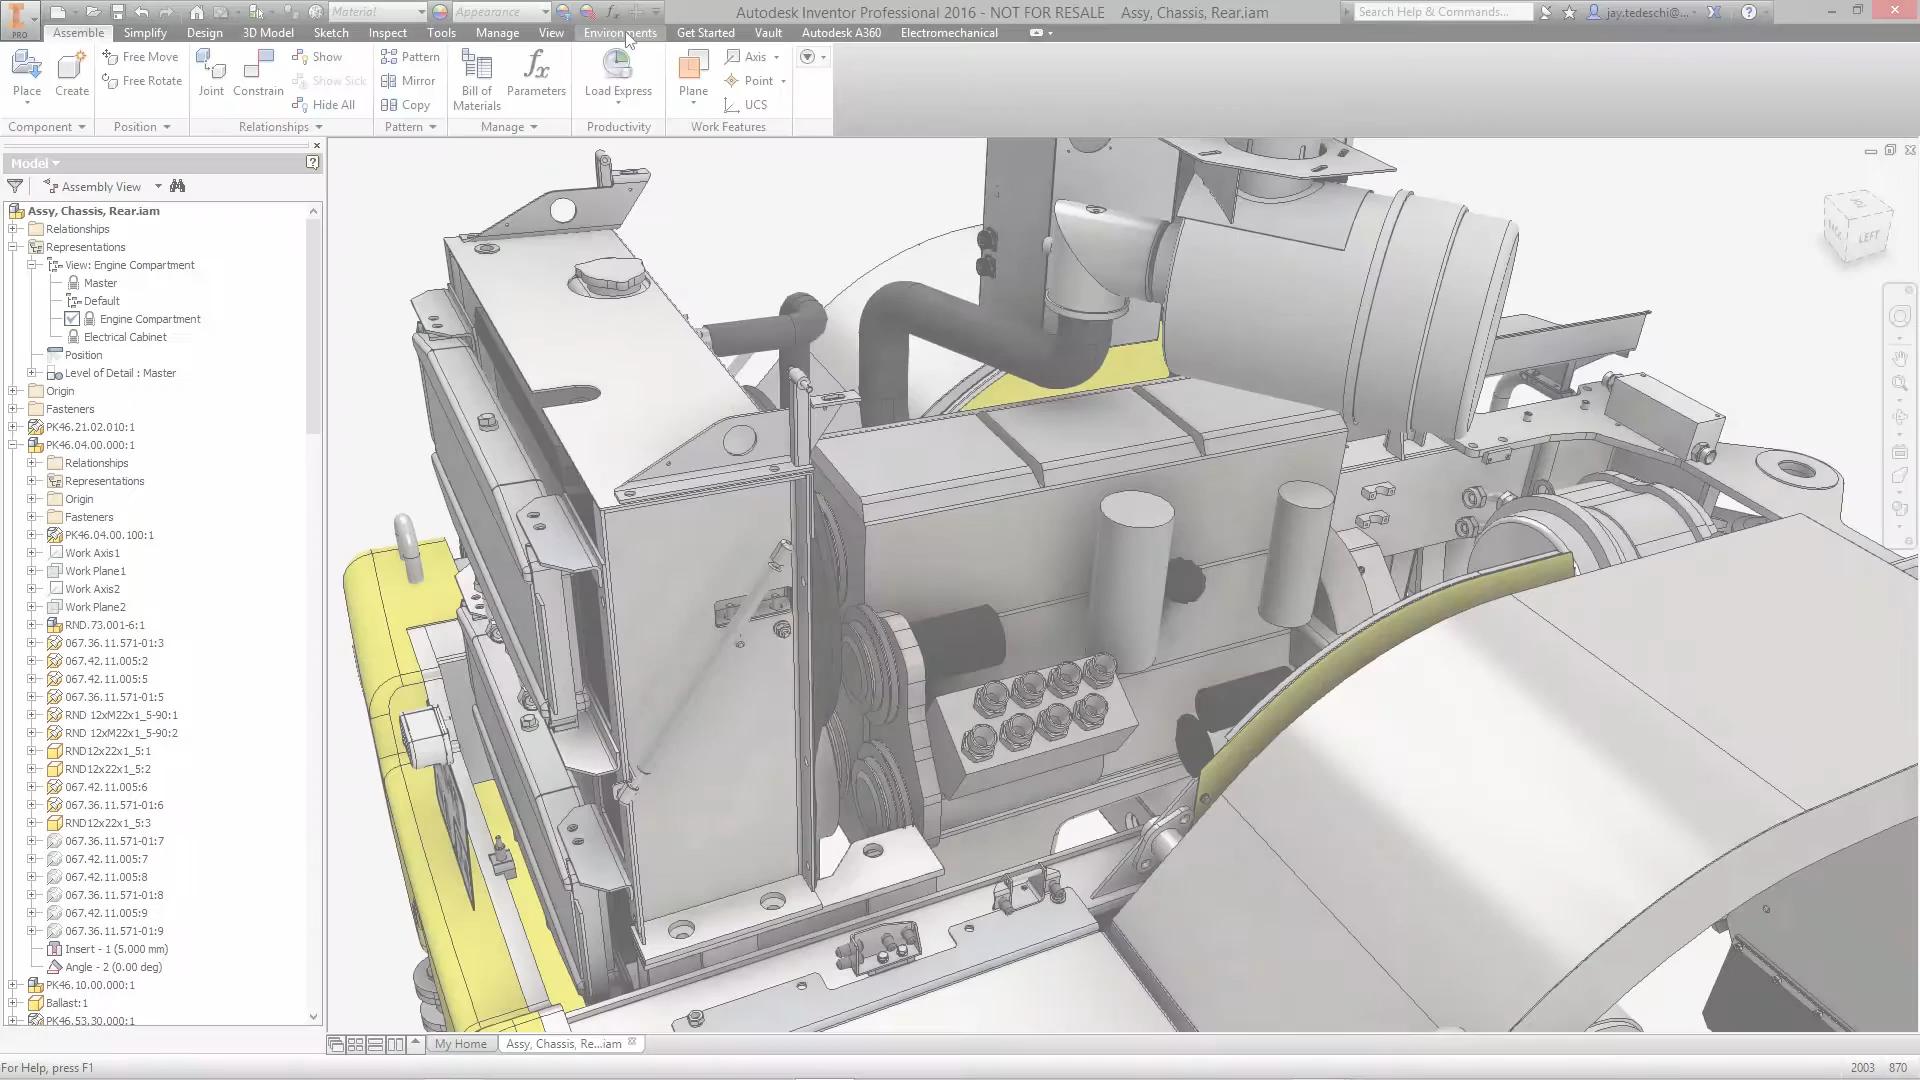 Material
Appearance
Autodesk Inventor Professional 2016 - NOT FOR RESALE Assy, Chassis, Rear.iam
Search Help & Commands...
jay.tedeschi@...
PRO
Assemble Simplify Design 3D Model Sketch Inspect Tools Manage View Environments Get Started Vault Autodesk A360 Electromechanical
Place
Create
Free Move
Free Rotate
Joint
Constrain
Show
Show Sick
Hide All
Pattern
Mirror
Copy
Bill of
Materials
Parameters
Load Express
Plane
Axis
Point
UCS
Component Position Relationships Pattern Manage Productivity Work Features
Model
Assembly View
Assy, Chassis, Rear.iam
Relationships
Representations
View: Engine Compartment
Master
Default
Engine Compartment
Electrical Cabinet
Position
Level of Detail : Master
Origin
Fasteners
PK46.21.02.010:1
PK46.04.00.000:1
Relationships
Representations
Origin
Fasteners
PK46.04.00.100:1
Work Axis1
Work Plane1
Work Axis2
Work Plane2
RND.73.001-6:1
067.36.11.571-01:3
067.42.11.005:2
067.42.11.005:5
067.36.11.571-01:5
RND 12xM22x1_5-90:1
RND 12xM22x1_5-90:2
RND12x22x1_5:1
RND12x22x1_5:2
067.42.11.005:6
067.36.11.571-01:6
RND12x22x1_5:3
067.36.11.571-01:7
067.42.11.005:7
067.42.11.005:8
067.36.11.571-01:8
067.42.11.005:9
067.36.11.571-01:9
Insert - 1 (5.000 mm)
Angle - 2 (0.00 deg)
PK46.10.00.000:1
Ballast:1
PK46.53.30.000:1
LEFT
My Home
Assy, Chassis, Re...iam
For Help, press F1
2003 870